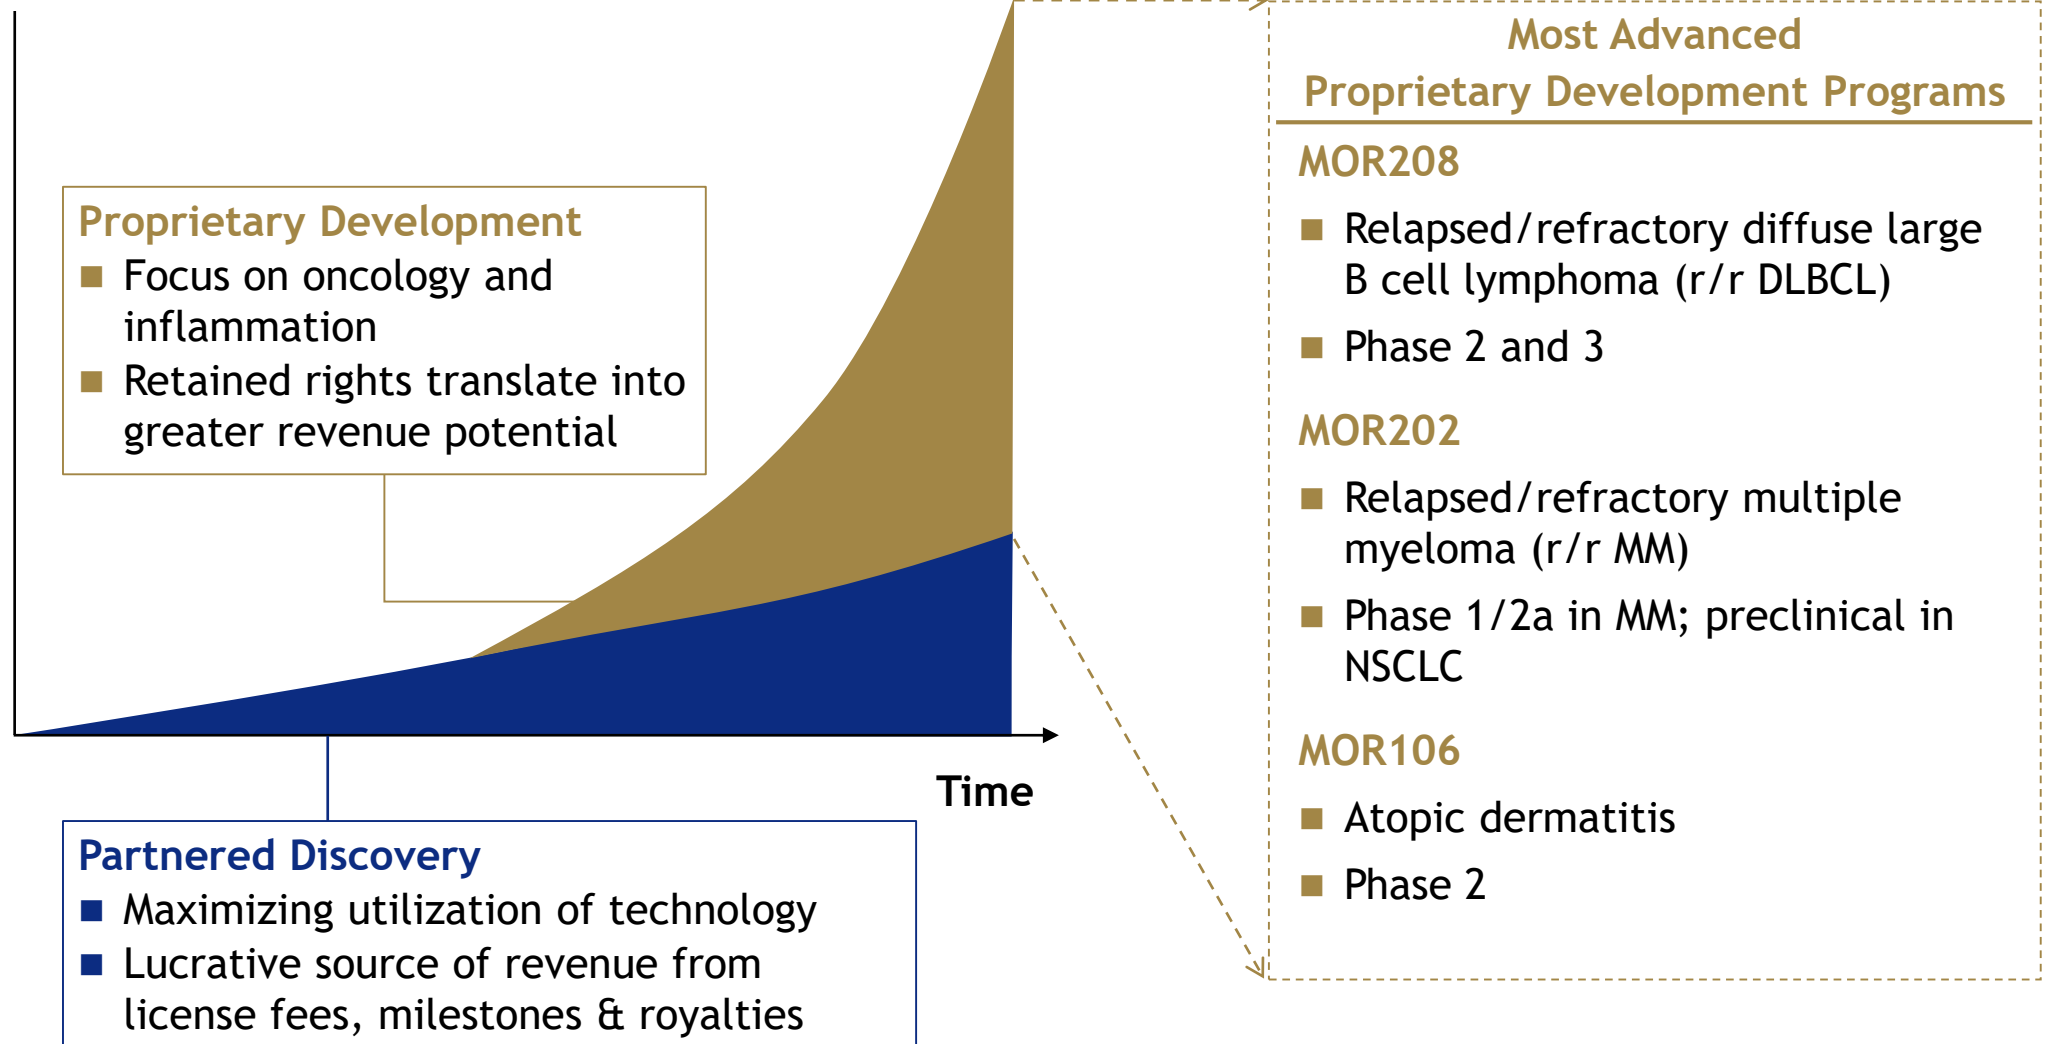 Proprietary Development
■ Focus on oncology and
inflammation
■ Retained rights translate into
greater revenue potential
Time
Partnered Discovery
■ Maximizing utilization of technology
■ Lucrative source of revenue from
license fees, milestones & royalties
Most Advanced
Proprietary Development Programs
MOR208
■ Relapsed/refractory diffuse large
B cell lymphoma (r/r DLBCL)
■ Phase 2 and 3
MOR202
■ Relapsed/refractory multiple
myeloma (r/r MM)
■ Phase 1/2a in MM; preclinical in
NSCLC
MOR106
■ Atopic dermatitis
■ Phase 2